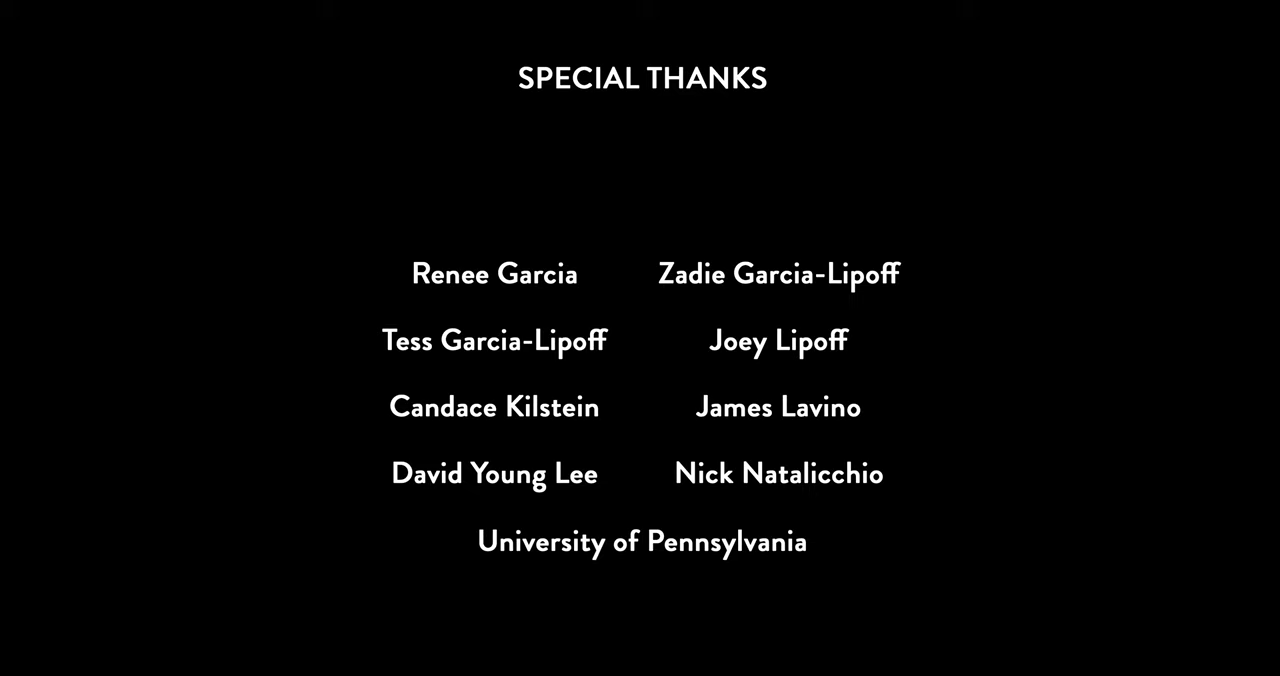 SPECIAL THANKS
Renee Garcia Zadie Garcia-Lipoff
Tess Garcia-Lipoff Joey Lipoff
Candace Kilstein James Lavino
David Young Lee Nick Natalicchio
University of Pennsylvania